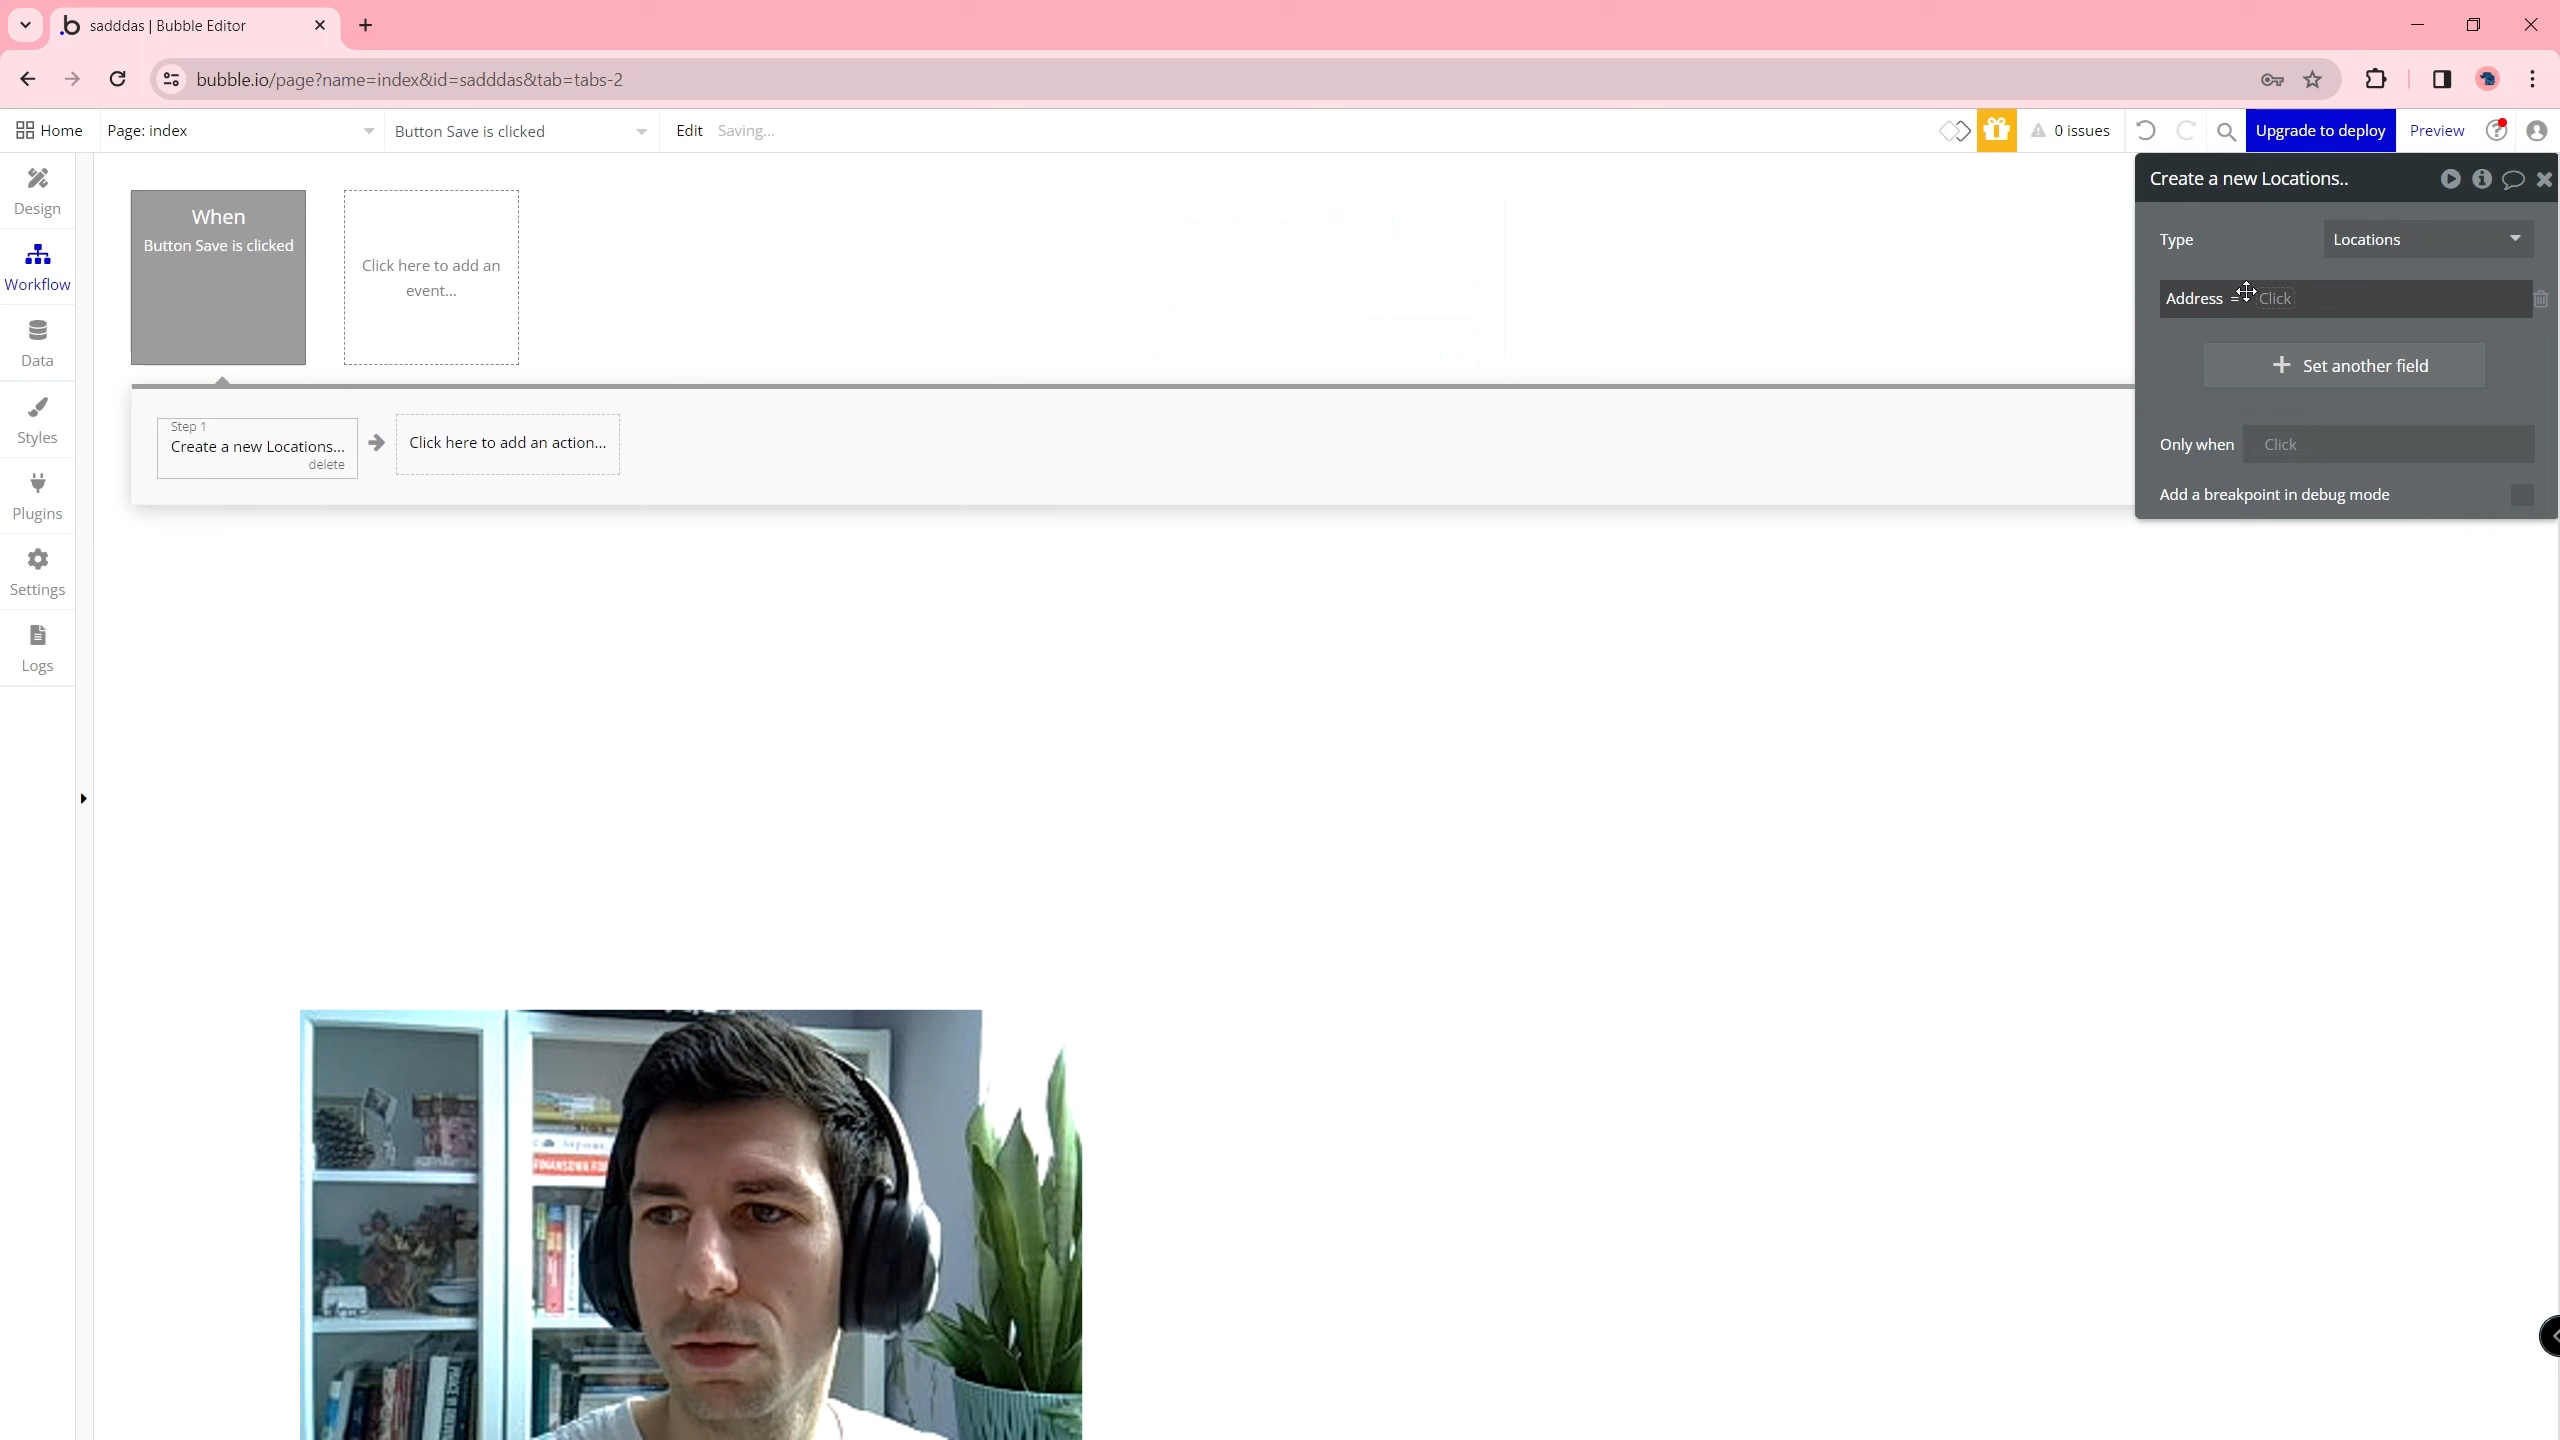 sadddas | Bubble Editor
bubble.io/page?name=index&id=sadddas&tab=tabs-2
Home
Page: index
Button Save is clicked
Edit
Saving...
0 issues
Upgrade to deploy
Preview
Design
Workflow
Data
Styles
Plugins
Settings
Logs
When
Button Save is clicked
Click here to add an
event...
Step 1
Create a new Locations...
delete
Click here to add an action...
Create a new Locations..
Type
Locations
Address = Click
Set another field
Only when
Click
Add a breakpoint in debug mode